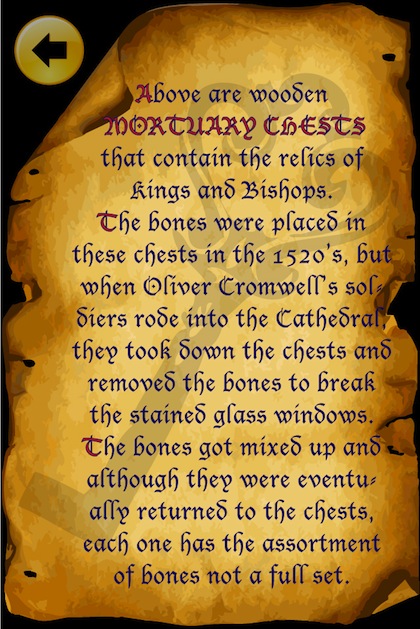 Above are wooden
MORTUARY CHESTS
that contain the relics of
Kings and Bishops.
The bones were placed in
these chests in the 1520's, but
when Oliver Cromwell's sol-
diers rode into the Cathedral,
they took down the chests and
removed the bones to break
the stained glass windows.
The bones got mixed up and
although they were eventu-
ally returned to the chests,
each one has the assortment
of bones not a full set.